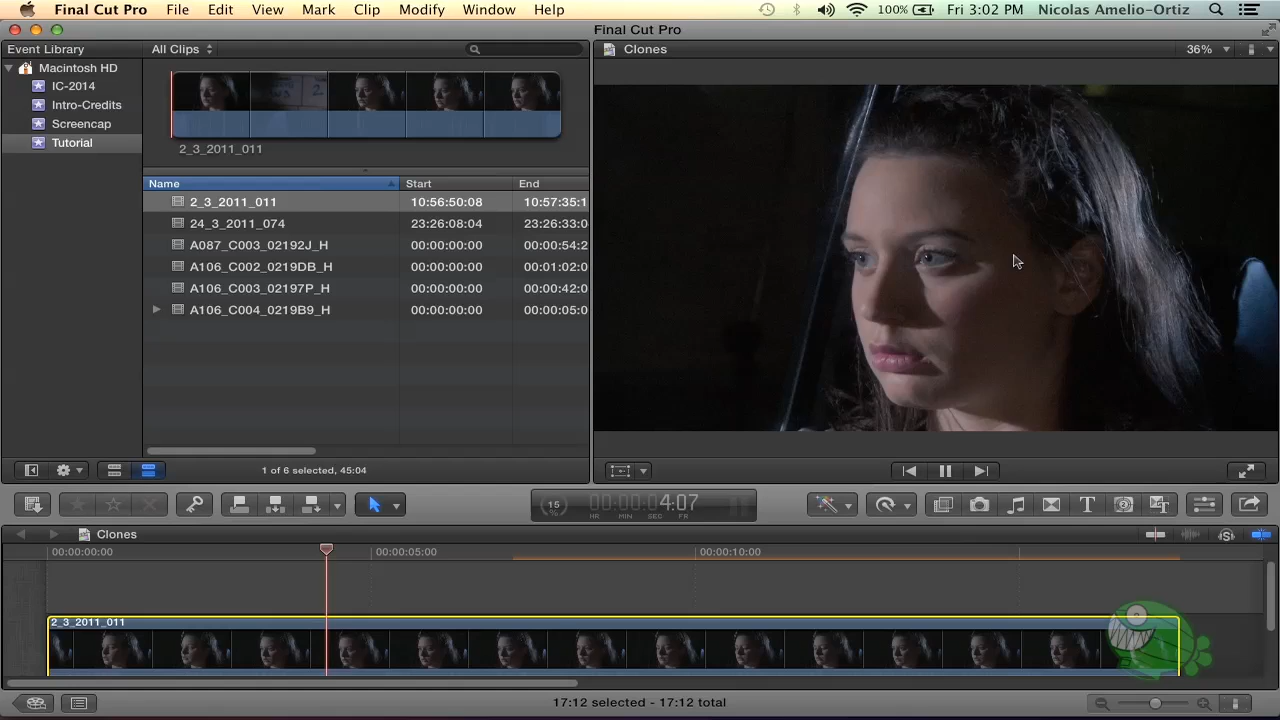 Final Cut Pro File Edit View Mark Clip Modify Window Help 100% Fri 3:02 PM Nicolas Amelio-Ortiz
Final Cut Pro
Event Library All Clips Clones 36%
Macintosh HD
IC-2014
Intro-Credits
Screencap
Tutorial
2_3_2011_011
Name Start End
2_3_2011_011 10:56:50:08 10:57:35:1
24_3_2011_074 23:26:08:04 23:26:33:0
A087_C003_02192J_H 00:00:00:00 00:00:54:2
A106_C002_0219DB_H 00:00:00:00 00:01:02:0
A106_C003_02197P_H 00:00:00:00 00:00:42:0
A106_C004_0219B9_H 00:00:00:00 00:00:05:0
1 of 6 selected, 45:04
15 % 00:00:04:07
HR MIN SEC FR
Clones
00:00:00:00 00:00:05:00 00:00:10:00
2_3_2011_011
17:12 selected - 17:12 total